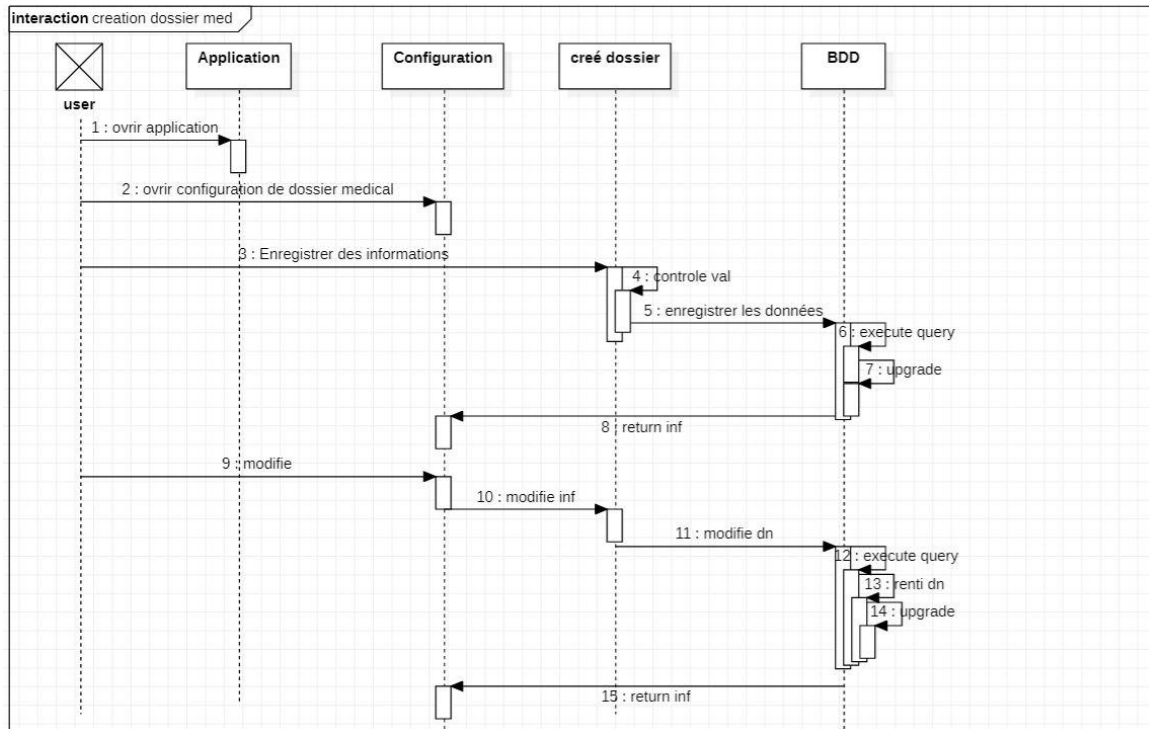 interaction creation dossier med
Application
Configuration
creé dossier
BDD
user
1 : ovrir application
2 : ovrir configuration de dossier medical
3 : Enregistrer des informations
4 : controle val
5 : enregistrer les données
6 : execute query
7 : upgrade
8 : return inf
9 : modifie
10 : modifie inf
11 : modifie dn
12 : execute query
13 : renti dn
14 : upgrade
15 : return inf